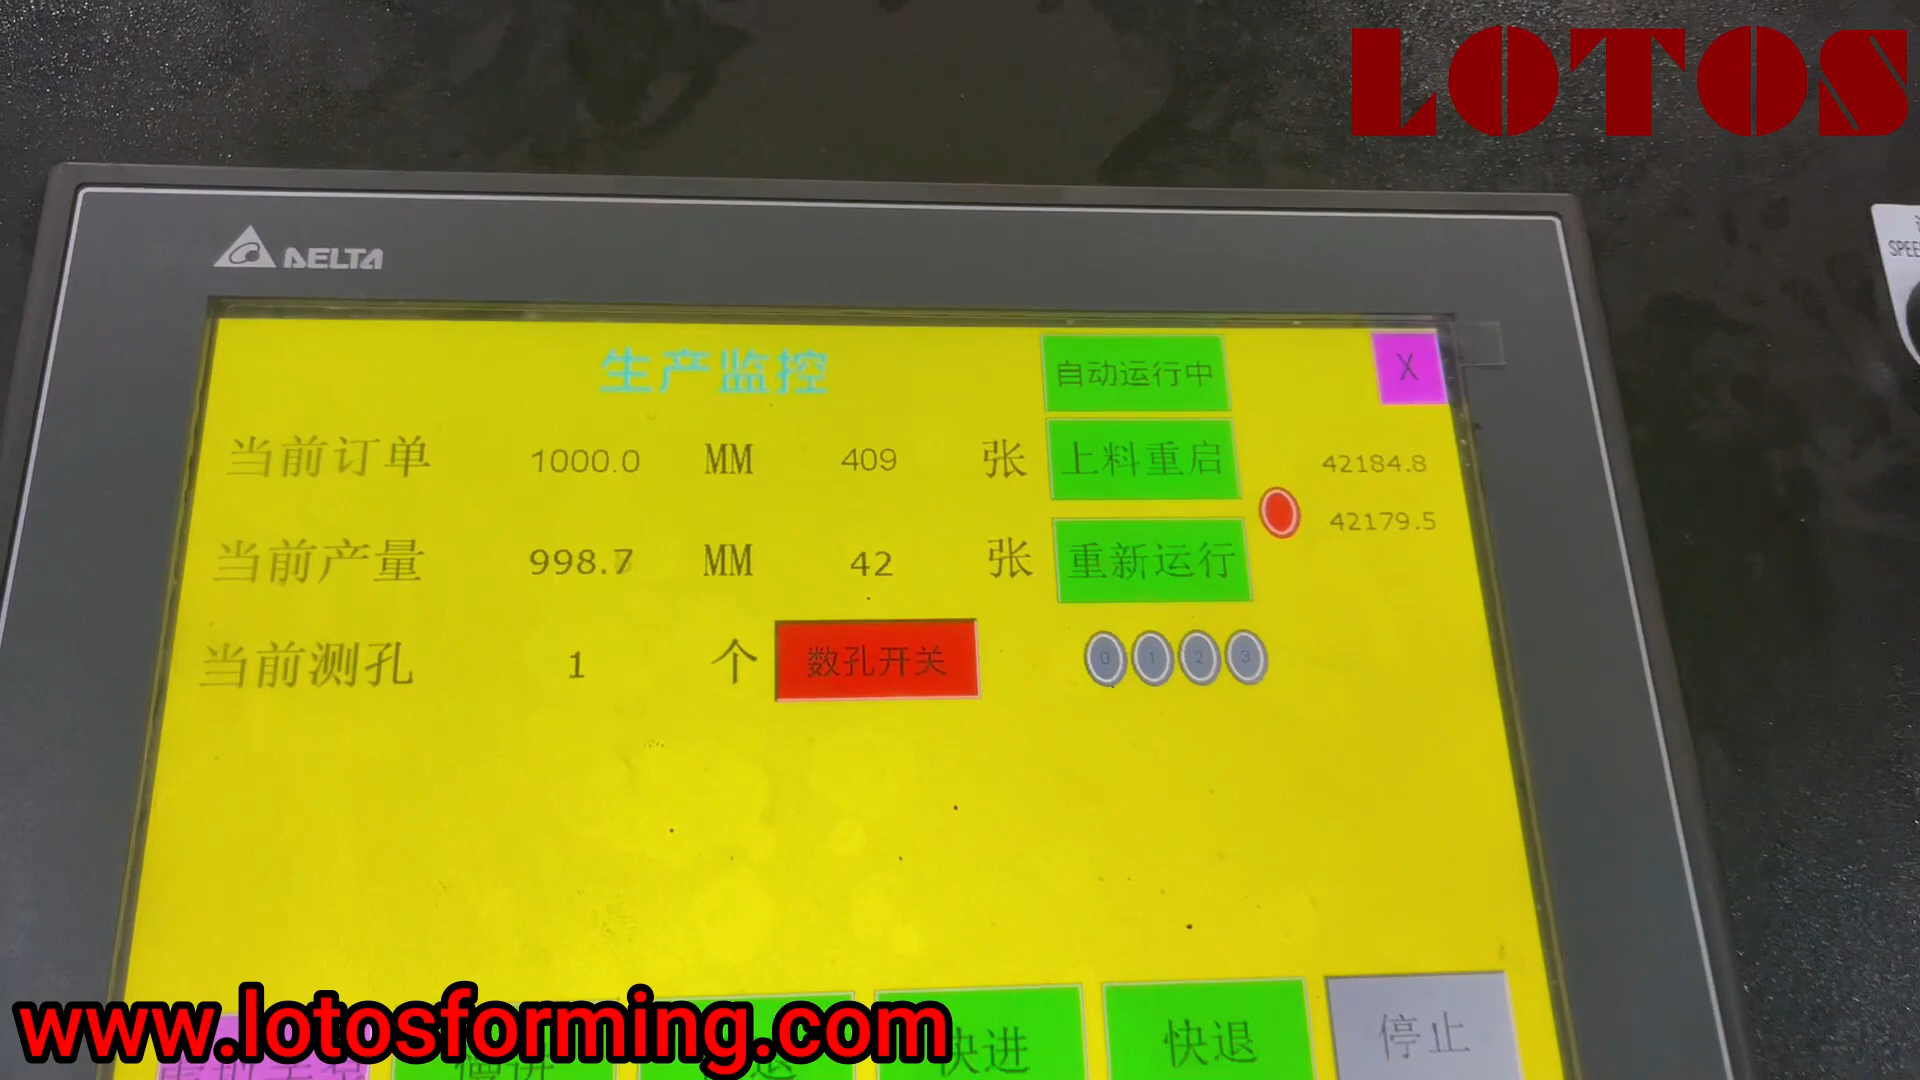 LOTOS
SPEE
DELTA
生产监控
自动运行中
X
当前订单 1000.0 MM 409 张
上料重启
42184.8
42179.5
当前产量 998.7 MM 42 张
重新运行
当前测孔 1 个
数孔开关
0 1 2 3
快进
快退
停止
www.lotosforming.com